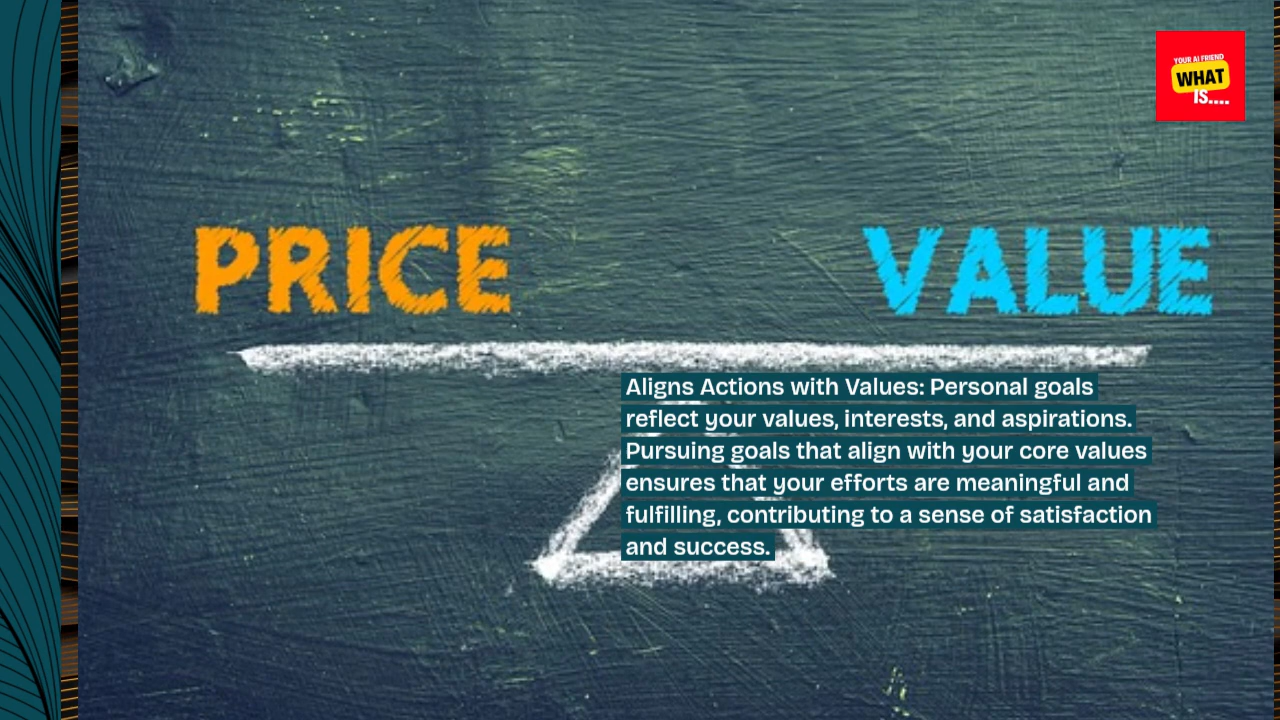 YOUR AI FRIEND
WHAT
IS....
PRICE
VALUE
Aligns Actions with Values: Personal goals
reflect your values, interests, and aspirations.
Pursuing goals that align with your core values
ensures that your efforts are meaningful and
fulfilling, contributing to a sense of satisfaction
and success.